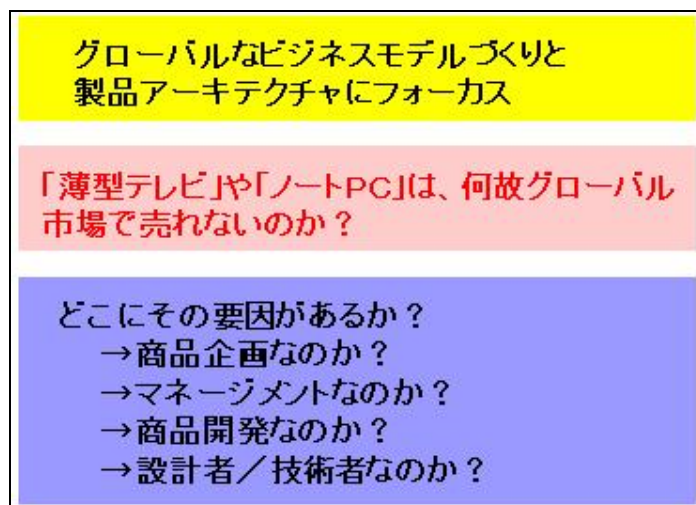 グローバルなビジネスモデルづくりと
製品アーキテクチャにフォーカス
「薄型テレビ」や「ノートPC」は、何故グローバル
市場で売れないのか？
どこにその要因があるか？
→商品企画なのか？
→マネージメントなのか？
→商品開発なのか？
→設計者／技術者なのか？